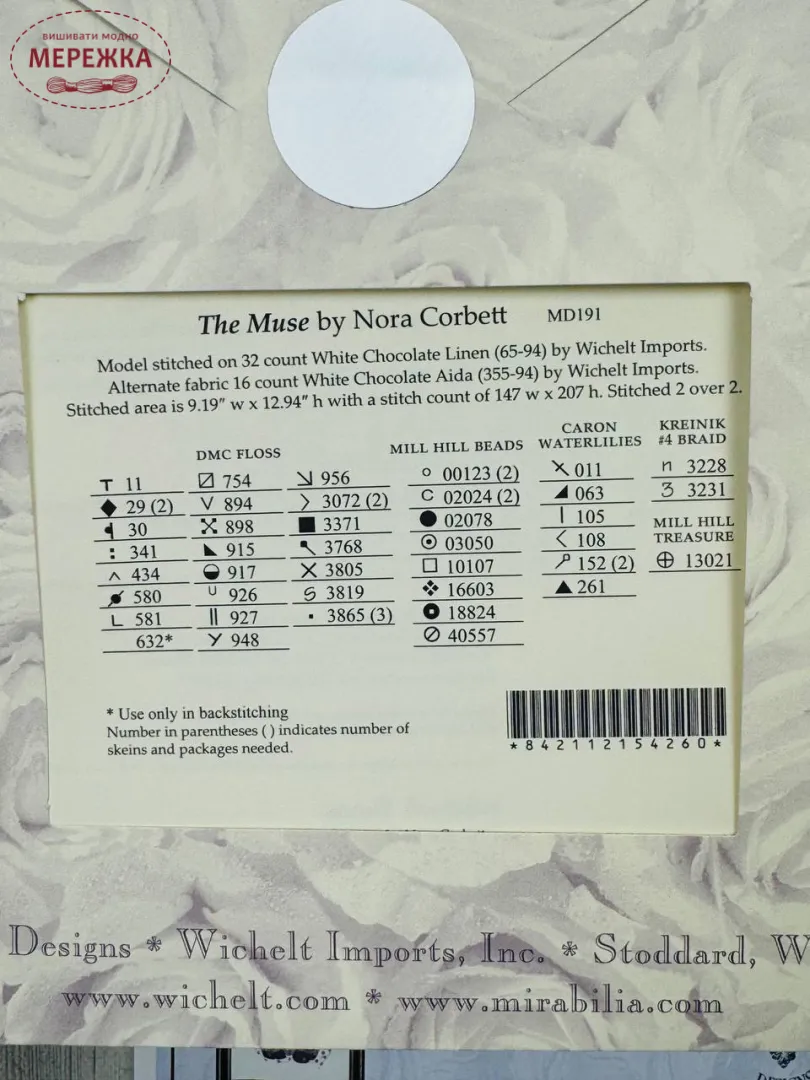 вишивати модно
МЕРЕЖКА
The Muse by Nora Corbett MD191
Model stitched on 32 count White Chocolate Linen (65-94) by Wichelt Imports.
Alternate fabric 16 count White Chocolate Aida (355-94) by Wichelt Imports.
Stitched area is 9.19" w x 12.94" h with a stitch count of 147 w x 207 h. Stitched 2 over 2.
DMC FLOSS
11
29 (2)
30
341
434
580
581
632*
754
894
898
915
917
926
927
948
956
3072 (2)
3371
3768
3805
3819
3865 (3)
MILL HILL BEADS
00123 (2)
02024 (2)
02078
03050
10107
16603
18824
40557
CARON
WATERLILIES
011
063
105
108
152 (2)
261
KREINIK
#4 BRAID
3228
3231
MILL HILL
TREASURE
13021
* Use only in backstitching
Number in parentheses ( ) indicates number of
skeins and packages needed.
*842112154260*
Designs * Wichelt Imports, Inc. * Stoddard, W
www.wichelt.com * www.mirabilia.com